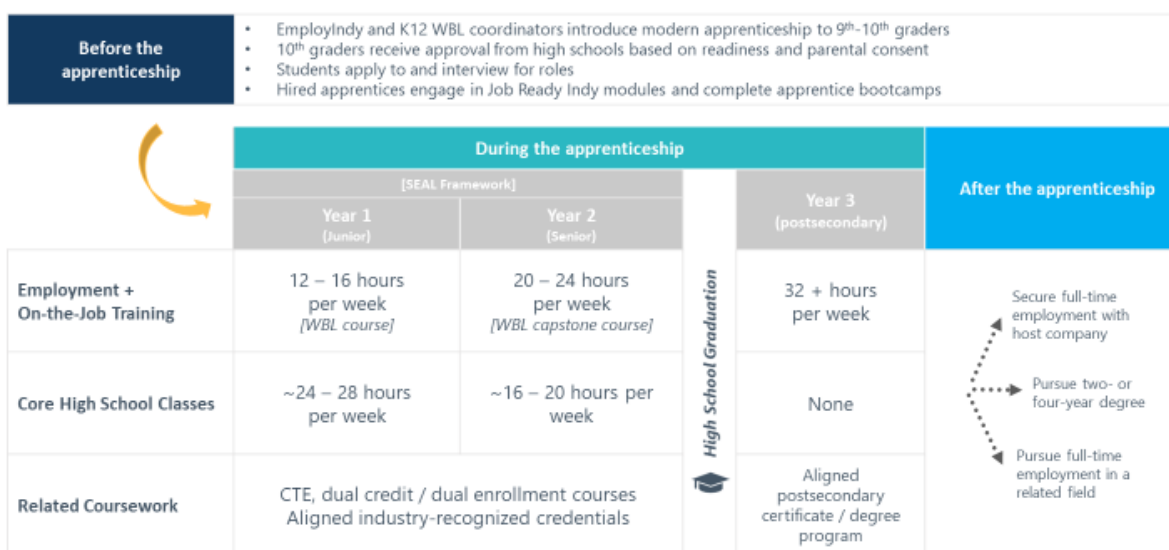 Before the
apprenticeship
• EmployIndy and K12 WBL coordinators introduce modern apprenticeship to 9th-10th graders
• 10th graders receive approval from high schools based on readiness and parental consent
• Students apply to and interview for roles
• Hired apprentices engage in Job Ready Indy modules and complete apprentice bootcamps
During the apprenticeship
After the apprenticeship
[SEAL Framework]
Year 1
(Junior)
Year 2
(Senior)
Year 3
(postsecondary)
High School Graduation
Employment +
On-the-Job Training
12 – 16 hours
per week
[WBL course]
20 – 24 hours
per week
[WBL capstone course]
32 + hours
per week
Core High School Classes
~24 – 28 hours
per week
~16 – 20 hours per
week
None
Related Coursework
CTE, dual credit / dual enrollment courses
Aligned industry-recognized credentials
Aligned
postsecondary
certificate / degree
program
Secure full-time
employment with
host company
Pursue two- or
four-year degree
Pursue full-time
employment in a
related field